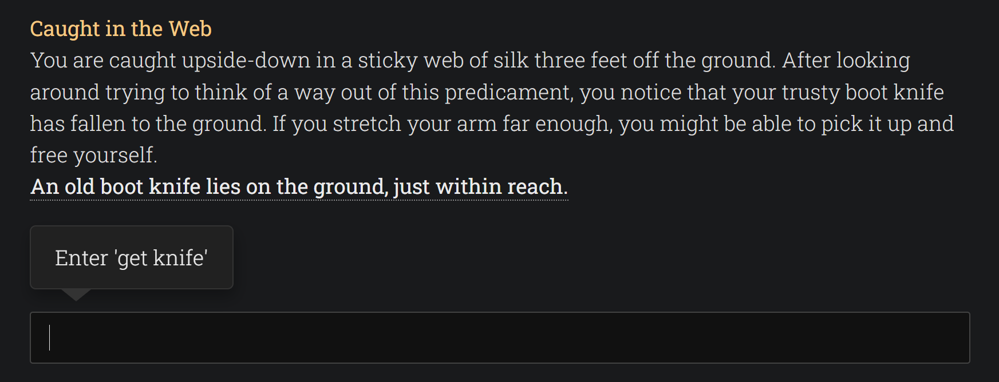 Caught in the Web
You are caught upside-down in a sticky web of silk three feet off the ground. After looking
around trying to think of a way out of this predicament, you notice that your trusty boot knife
has fallen to the ground. If you stretch your arm far enough, you might be able to pick it up and
free yourself.
An old boot knife lies on the ground, just within reach.
Enter 'get knife'